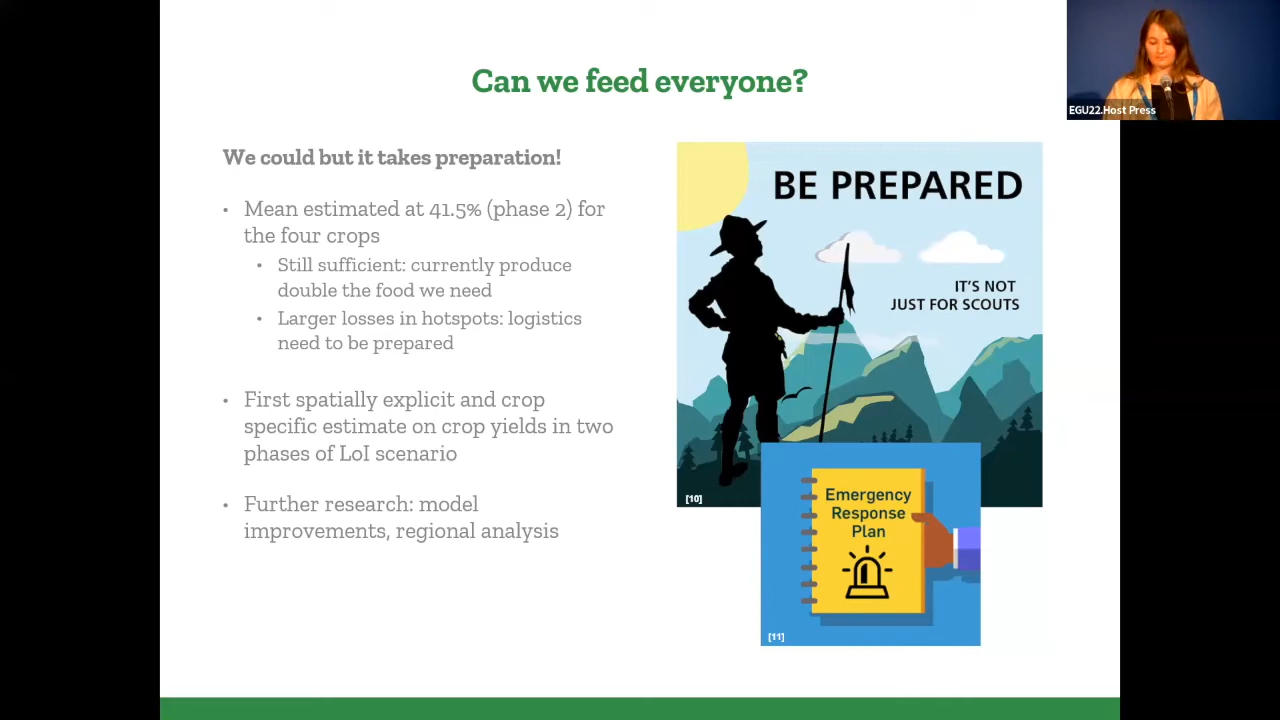 Can we feed everyone?
EGU22.Host Press
We could but it takes preparation!
• Mean estimated at 41.5% (phase 2) for
the four crops
• Still sufficient: currently produce
double the food we need
• Larger losses in hotspots: logistics
need to be prepared
• First spatially explicit and crop
specific estimate on crop yields in two
phases of LoI scenario
• Further research: model
improvements, regional analysis
BE PREPARED
IT'S NOT
JUST FOR SCOUTS
[10]
Emergency
Response
Plan
[11]